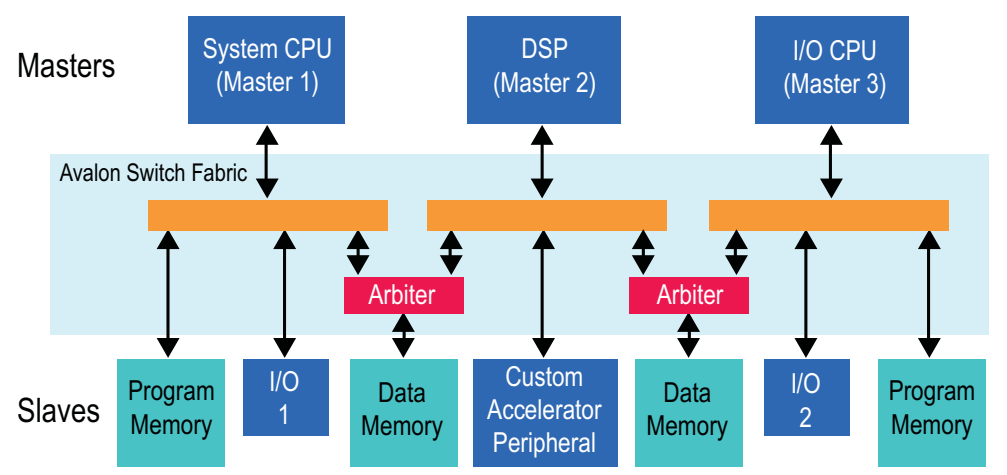 Masters
System CPU
(Master 1)
DSP
(Master 2)
I/O CPU
(Master 3)
Avalon Switch Fabric
Arbiter
Arbiter
Slaves
Program
Memory
I/O
1
Data
Memory
Custom
Accelerator
Peripheral
Data
Memory
I/O
2
Program
Memory